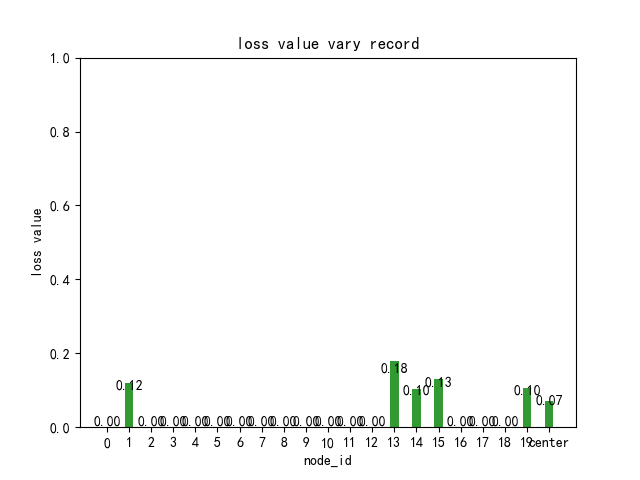 loss value vary record
1.0
0.8
0.6
0.4
0.2
0.0
loss value
0.00 0.12 0.00 0.00 0.00 0.00 0.00 0.00 0.00 0.00 0.00 0.00 0.00 0.18 0.10 0.13 0.00 0.00 0.00 0.10 0.07
0 1 2 3 4 5 6 7 8 9 10 11 12 13 14 15 16 17 18 19 center
node_id